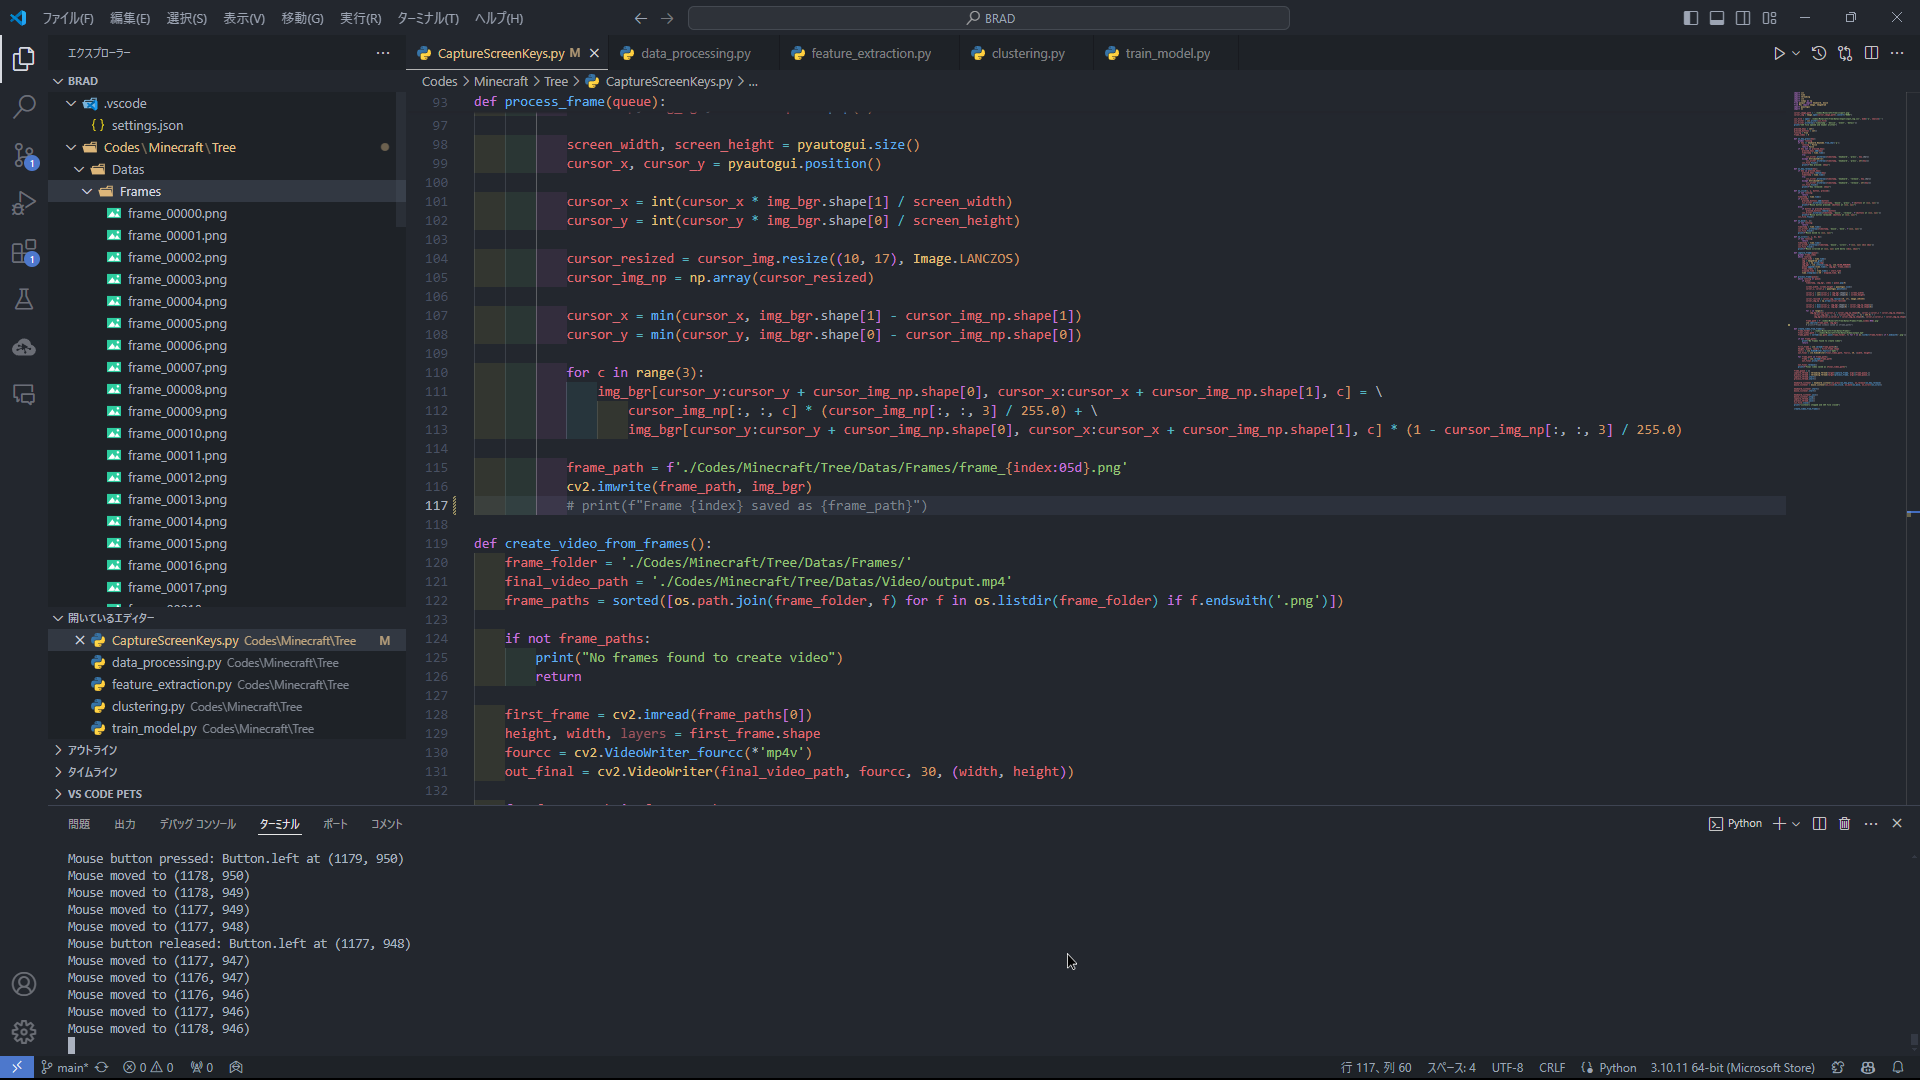 ファイル(F) 編集(E) 選択(S) 表示(V) 移動(G) 実行(R) ターミナル(T) ヘルプ(H) BRAD
エクスプローラー
CaptureScreenKeys.py M
data_processing.py
feature_extraction.py
clustering.py
train_model.py
BRAD
.vscode
settings.json
Codes\Minecraft\Tree
Datas
Frames
frame_00000.png
frame_00001.png
frame_00002.png
frame_00003.png
frame_00004.png
frame_00005.png
frame_00006.png
frame_00007.png
frame_00008.png
frame_00009.png
frame_00010.png
frame_00011.png
frame_00012.png
frame_00013.png
frame_00014.png
frame_00015.png
frame_00016.png
frame_00017.png
開いているエディター
CaptureScreenKeys.py Codes\Minecraft\Tree M
data_processing.py Codes\Minecraft\Tree
feature_extraction.py Codes\Minecraft\Tree
clustering.py Codes\Minecraft\Tree
train_model.py Codes\Minecraft\Tree
アウトライン
タイムライン
VS CODE PETS
1
1
Codes > Minecraft > Tree > CaptureScreenKeys.py > ...
93 def process_frame(queue):
97
98 screen_width, screen_height = pyautogui.size()
99 cursor_x, cursor_y = pyautogui.position()
100
101 cursor_x = int(cursor_x * img_bgr.shape[1] / screen_width)
102 cursor_y = int(cursor_y * img_bgr.shape[0] / screen_height)
103
104 cursor_resized = cursor_img.resize((10, 17), Image.LANCZOS)
105 cursor_img_np = np.array(cursor_resized)
106
107 cursor_x = min(cursor_x, img_bgr.shape[1] - cursor_img_np.shape[1])
108 cursor_y = min(cursor_y, img_bgr.shape[0] - cursor_img_np.shape[0])
109
110 for c in range(3):
111 img_bgr[cursor_y:cursor_y + cursor_img_np.shape[0], cursor_x:cursor_x + cursor_img_np.shape[1], c] = \
112 cursor_img_np[:, :, c] * (cursor_img_np[:, :, 3] / 255.0) + \
113 img_bgr[cursor_y:cursor_y + cursor_img_np.shape[0], cursor_x:cursor_x + cursor_img_np.shape[1], c] * (1 - cursor_img_np[:, :, 3] / 255.0)
114
115 frame_path = f'./Codes/Minecraft/Tree/Datas/Frames/frame_{index:05d}.png'
116 cv2.imwrite(frame_path, img_bgr)
117 # print(f"Frame {index} saved as {frame_path}")
118
119 def create_video_from_frames():
120 frame_folder = './Codes/Minecraft/Tree/Datas/Frames/'
121 final_video_path = './Codes/Minecraft/Tree/Datas/Video/output.mp4'
122 frame_paths = sorted([os.path.join(frame_folder, f) for f in os.listdir(frame_folder) if f.endswith('.png')])
123
124 if not frame_paths:
125 print("No frames found to create video")
126 return
127
128 first_frame = cv2.imread(frame_paths[0])
129 height, width, layers = first_frame.shape
130 fourcc = cv2.VideoWriter_fourcc(*'mp4v')
131 out_final = cv2.VideoWriter(final_video_path, fourcc, 30, (width, height))
132
問題 出力 デバッグ コンソール ターミナル ポート コメント Python
Mouse button pressed: Button.left at (1179, 950)
Mouse moved to (1178, 950)
Mouse moved to (1178, 949)
Mouse moved to (1177, 949)
Mouse moved to (1177, 948)
Mouse button released: Button.left at (1177, 948)
Mouse moved to (1177, 947)
Mouse moved to (1176, 947)
Mouse moved to (1176, 946)
Mouse moved to (1177, 946)
Mouse moved to (1178, 946)
main* 0 0 0 行 117、列 60 スペース: 4 UTF-8 CRLF Python 3.10.11 64-bit (Microsoft Store)